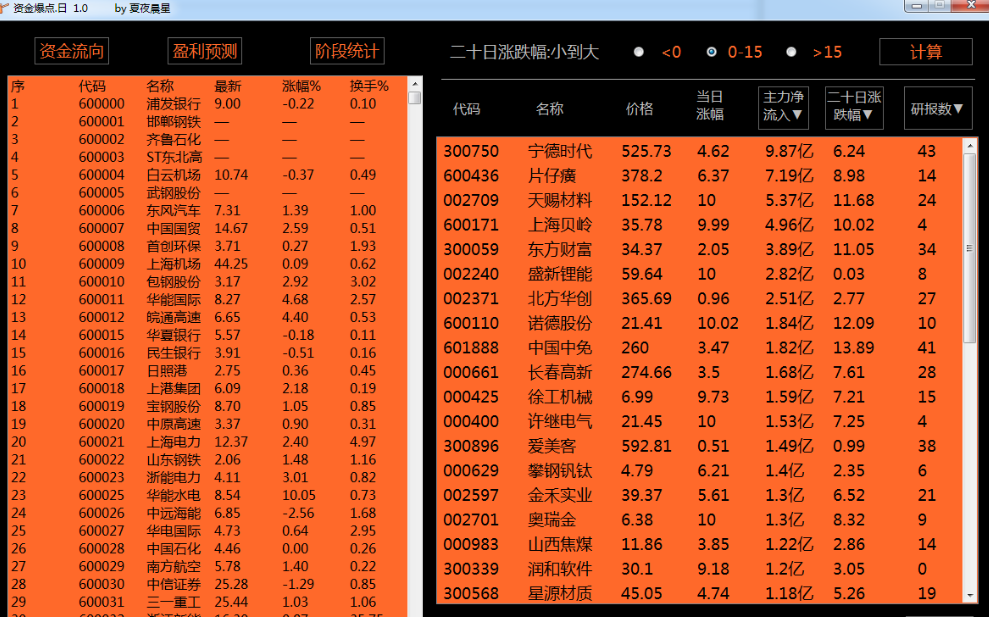 资金爆点.日 1.0 by 夏夜晨星
资金流向 盈利预测 阶段统计
序 代码 名称 最新 涨幅% 换手%
1 600000 浦发银行 9.00 -0.22 0.10
2 600001 邯郸钢铁 — — —
3 600002 齐鲁石化 — — —
4 600003 ST东北高 — — —
5 600004 白云机场 10.74 -0.37 0.49
6 600005 武钢股份 — — —
7 600006 东风汽车 7.31 1.39 1.00
8 600007 中国国贸 14.67 2.59 0.51
9 600008 首创环保 3.71 0.27 1.93
10 600009 上海机场 44.25 0.09 0.62
11 600010 包钢股份 3.17 2.92 3.02
12 600011 华能国际 8.27 4.68 2.57
13 600012 皖通高速 6.65 4.40 0.53
14 600015 华夏银行 5.57 -0.18 0.11
15 600016 民生银行 3.91 -0.51 0.16
16 600017 日照港 2.75 0.36 0.45
17 600018 上港集团 6.09 2.18 0.19
18 600019 宝钢股份 8.70 1.05 0.85
19 600020 中原高速 3.37 0.90 0.31
20 600021 上海电力 12.37 2.40 4.97
21 600022 山东钢铁 2.06 1.48 1.16
22 600023 浙能电力 4.11 3.01 0.82
23 600025 华能水电 8.54 10.05 0.73
24 600026 中远海能 6.85 -2.56 1.68
25 600027 华电国际 4.73 0.64 2.95
26 600028 中国石化 4.46 0.00 0.26
27 600029 南方航空 5.78 1.40 0.22
28 600030 中信证券 25.28 -1.29 0.85
29 600031 三一重工 25.44 1.03 1.06
二十日涨跌幅:小到大 <0 0-15 >15 计算
代码 名称 价格 当日涨幅 主力净流入▼ 二十日涨跌幅▼ 研报数▼
300750 宁德时代 525.73 4.62 9.87亿 6.24 43
600436 片仔癀 378.2 6.37 7.19亿 8.98 14
002709 天赐材料 152.12 10 5.37亿 11.68 24
600171 上海贝岭 35.78 9.99 4.96亿 10.02 4
300059 东方财富 34.37 2.05 3.89亿 11.05 34
002240 盛新锂能 59.64 10 2.82亿 0.03 8
002371 北方华创 365.69 0.96 2.51亿 2.77 27
600110 诺德股份 21.41 10.02 1.84亿 12.09 10
601888 中国中免 260 3.47 1.82亿 13.89 41
000661 长春高新 274.66 3.5 1.68亿 7.61 28
000425 徐工机械 6.99 9.73 1.59亿 7.21 15
000400 许继电气 21.45 10 1.53亿 7.25 4
300896 爱美客 592.81 0.51 1.49亿 0.99 38
000629 攀钢钒钛 4.79 6.21 1.4亿 2.35 6
002597 金禾实业 39.37 5.61 1.3亿 6.52 21
002701 奥瑞金 6.38 10 1.3亿 8.32 9
000983 山西焦煤 11.86 3.85 1.22亿 2.86 14
300339 润和软件 30.1 9.18 1.2亿 3.05 0
300568 星源材质 45.05 4.74 1.18亿 5.26 19